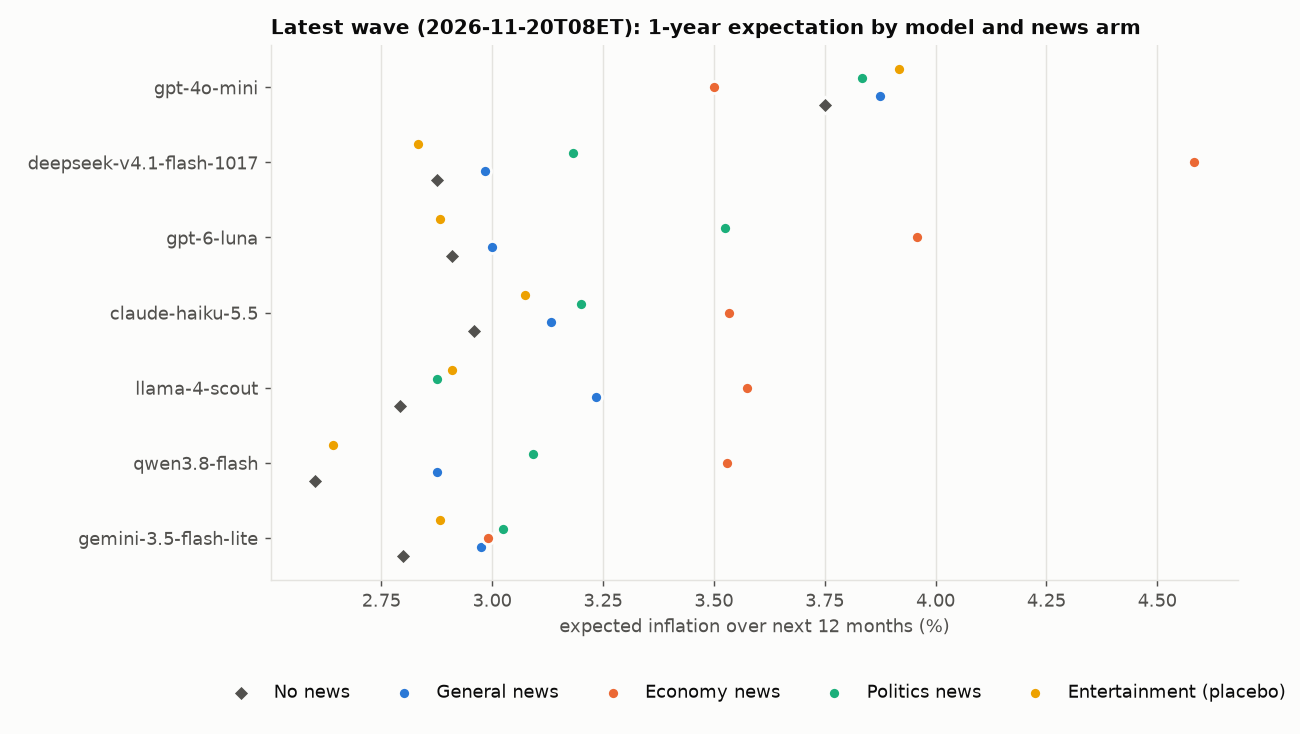 Latest wave (2026-11-20T08ET): 1-year expectation by model and news arm
gpt-4o-mini
deepseek-v4.1-flash-1017
gpt-6-luna
claude-haiku-5.5
llama-4-scout
qwen3.8-flash
gemini-3.5-flash-lite
2.75 3.00 3.25 3.50 3.75 4.00 4.25 4.50
expected inflation over next 12 months (%)
No news General news Economy news Politics news Entertainment (placebo)